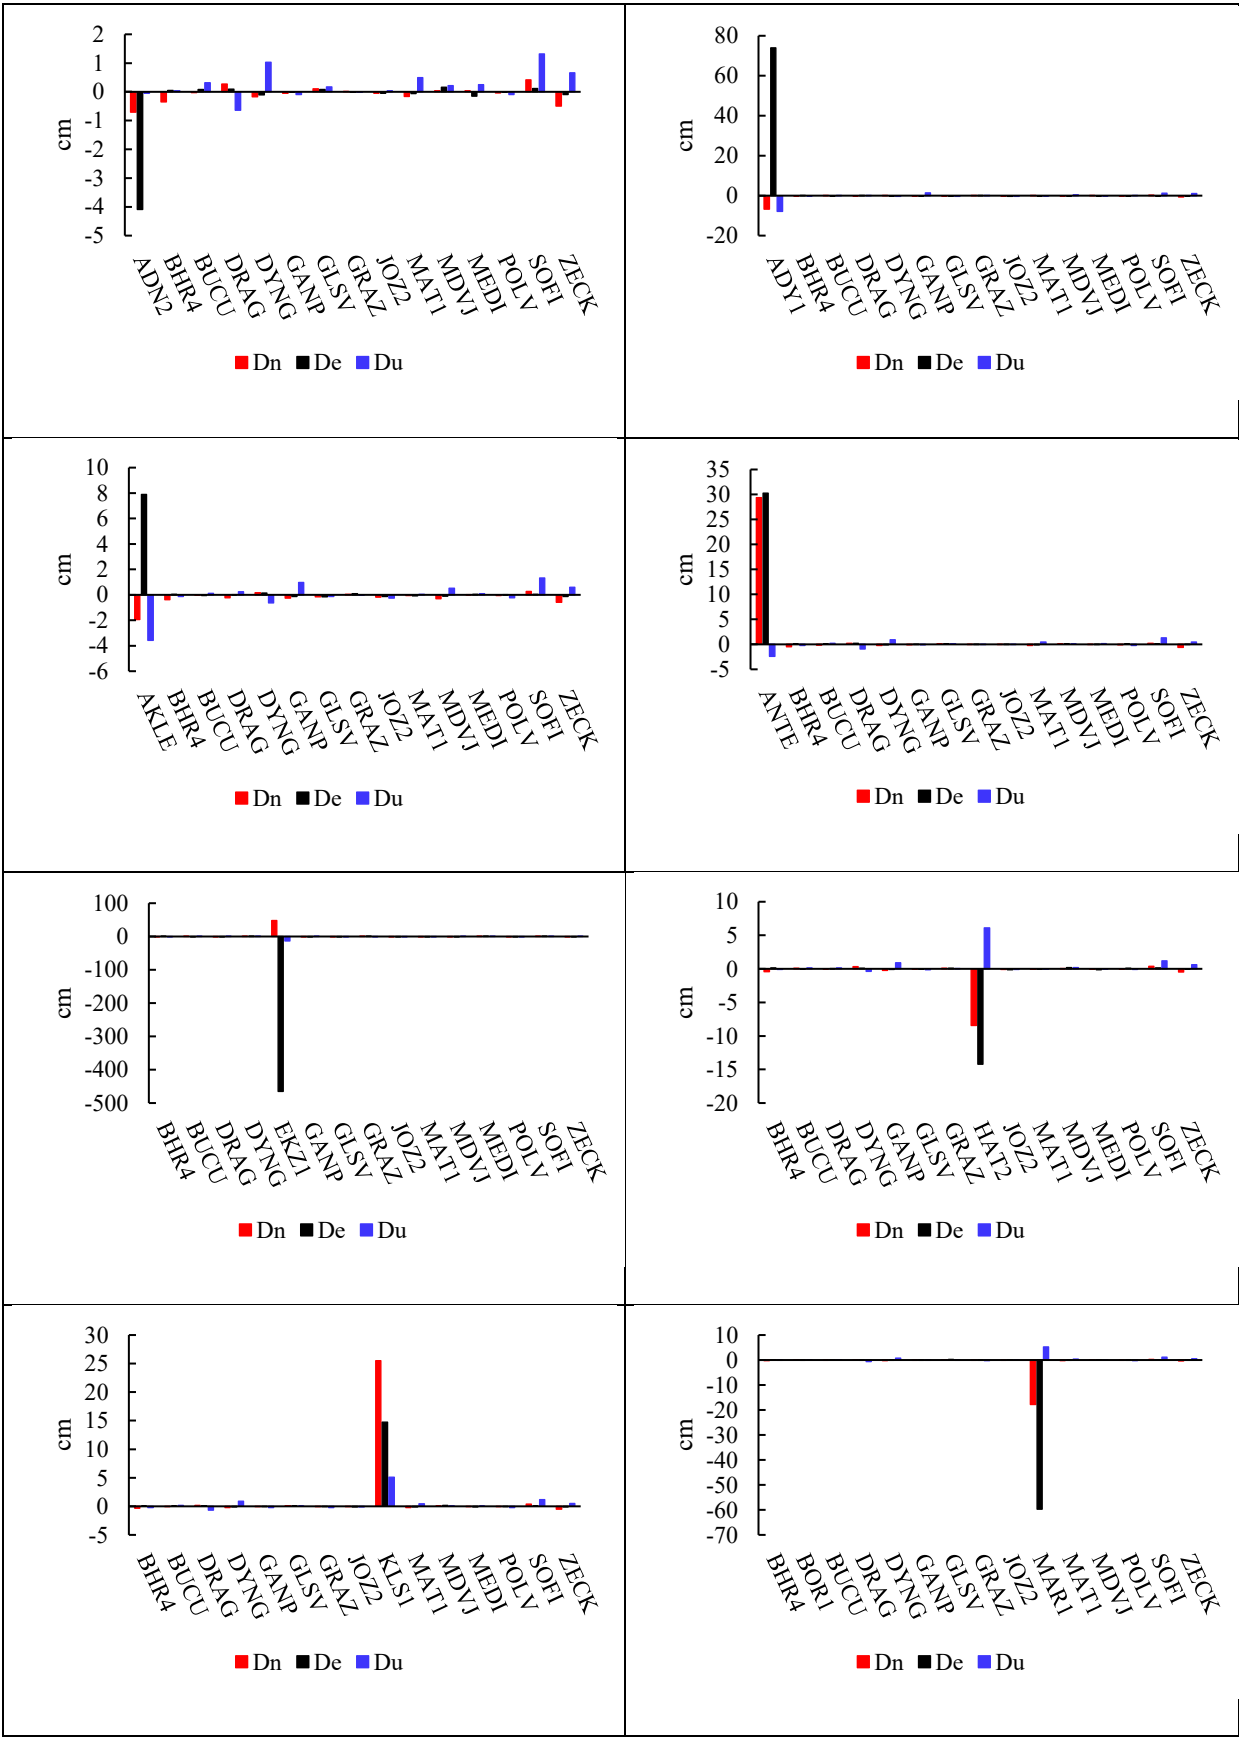 2
1
0
-1
-2
-3
-4
-5
cm
ADN2 BHR4 BUCU DRAG DYNG GANP GLSV GRAZ JOZ2 MAT1 MDVJ MEDI POLV SOFI ZECK
Dn De Du
80
60
40
20
0
-20
cm
ADY1 BHR4 BUCU DRAG DYNG GANP GLSV GRAZ JOZ2 MAT1 MDVJ MEDI POLV SOFI ZECK
Dn De Du
10
8
6
4
2
0
-2
-4
-6
cm
AKLE BHR4 BUCU DRAG DYNG GANP GLSV GRAZ JOZ2 MAT1 MDVJ MEDI POLV SOFI ZECK
Dn De Du
35
30
25
20
15
10
5
0
-5
cm
ANTE BHR4 BUCU DRAG DYNG GANP GLSV GRAZ JOZ2 MAT1 MDVJ MEDI POLV SOFI ZECK
Dn De Du
100
0
-100
-200
-300
-400
-500
cm
BHR4 BUCU DRAG DYNG EKZ1 GANP GLSV GRAZ JOZ2 MAT1 MDVJ MEDI POLV SOFI ZECK
Dn De Du
10
5
0
-5
-10
-15
-20
cm
BHR4 BUCU DRAG DYNG GANP GLSV GRAZ HAT2 JOZ2 MAT1 MDVJ MEDI POLV SOFI ZECK
Dn De Du
30
25
20
15
10
5
0
-5
cm
BHR4 BUCU DRAG DYNG GANP GLSV GRAZ JOZ2 KLS1 MAT1 MDVJ MEDI POLV SOFI ZECK
Dn De Du
10
0
-10
-20
-30
-40
-50
-60
-70
cm
BHR4 BOR1 BUCU DRAG DYNG GANP GLSV GRAZ JOZ2 MAR1 MAT1 MDVJ POLV SOFI ZECK
Dn De Du